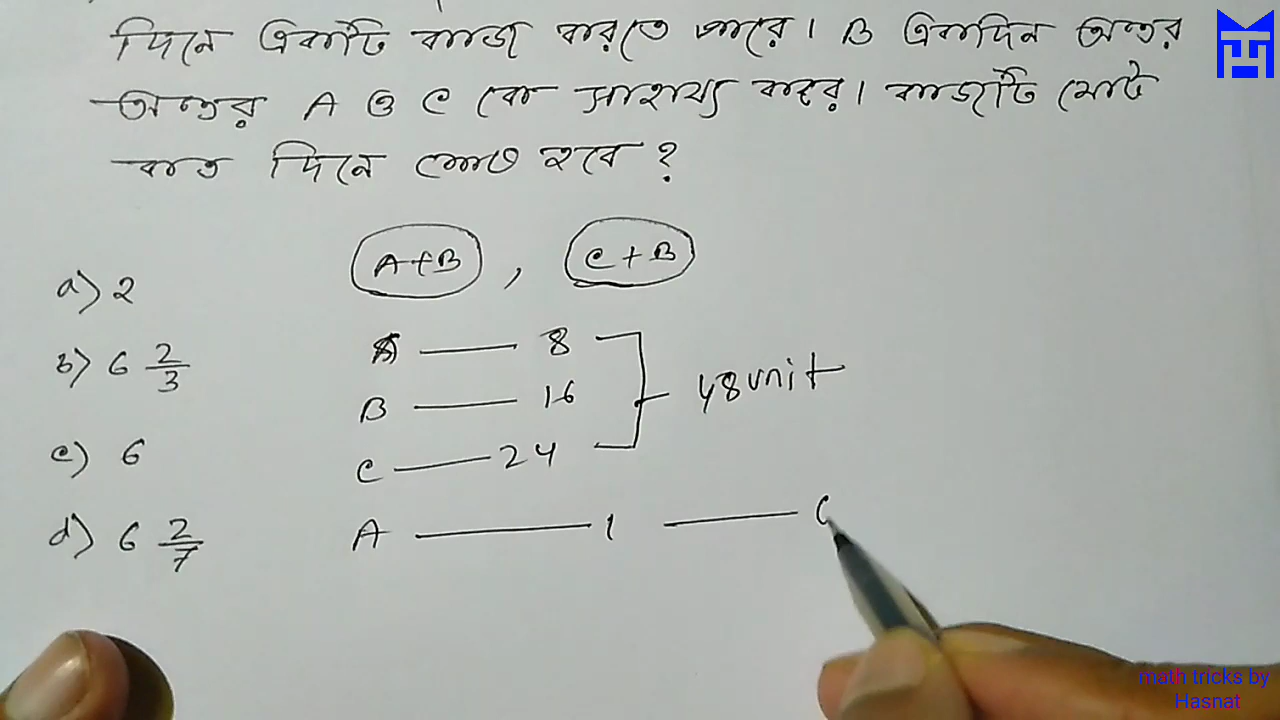 দিনে একটি কাজ করতে পারে। B একদিন অন্তর
অন্তর A ও C কে সাহায্য করে। কাজটি মোট
কত দিনে শেষ হবে?
A+B , C+B
a) 2
b) 6 2/3
c) 6
d) 6 2/7
A — 8
B — 16
C — 24
48 unit
A — 1 —
math tricks by
Hasnat